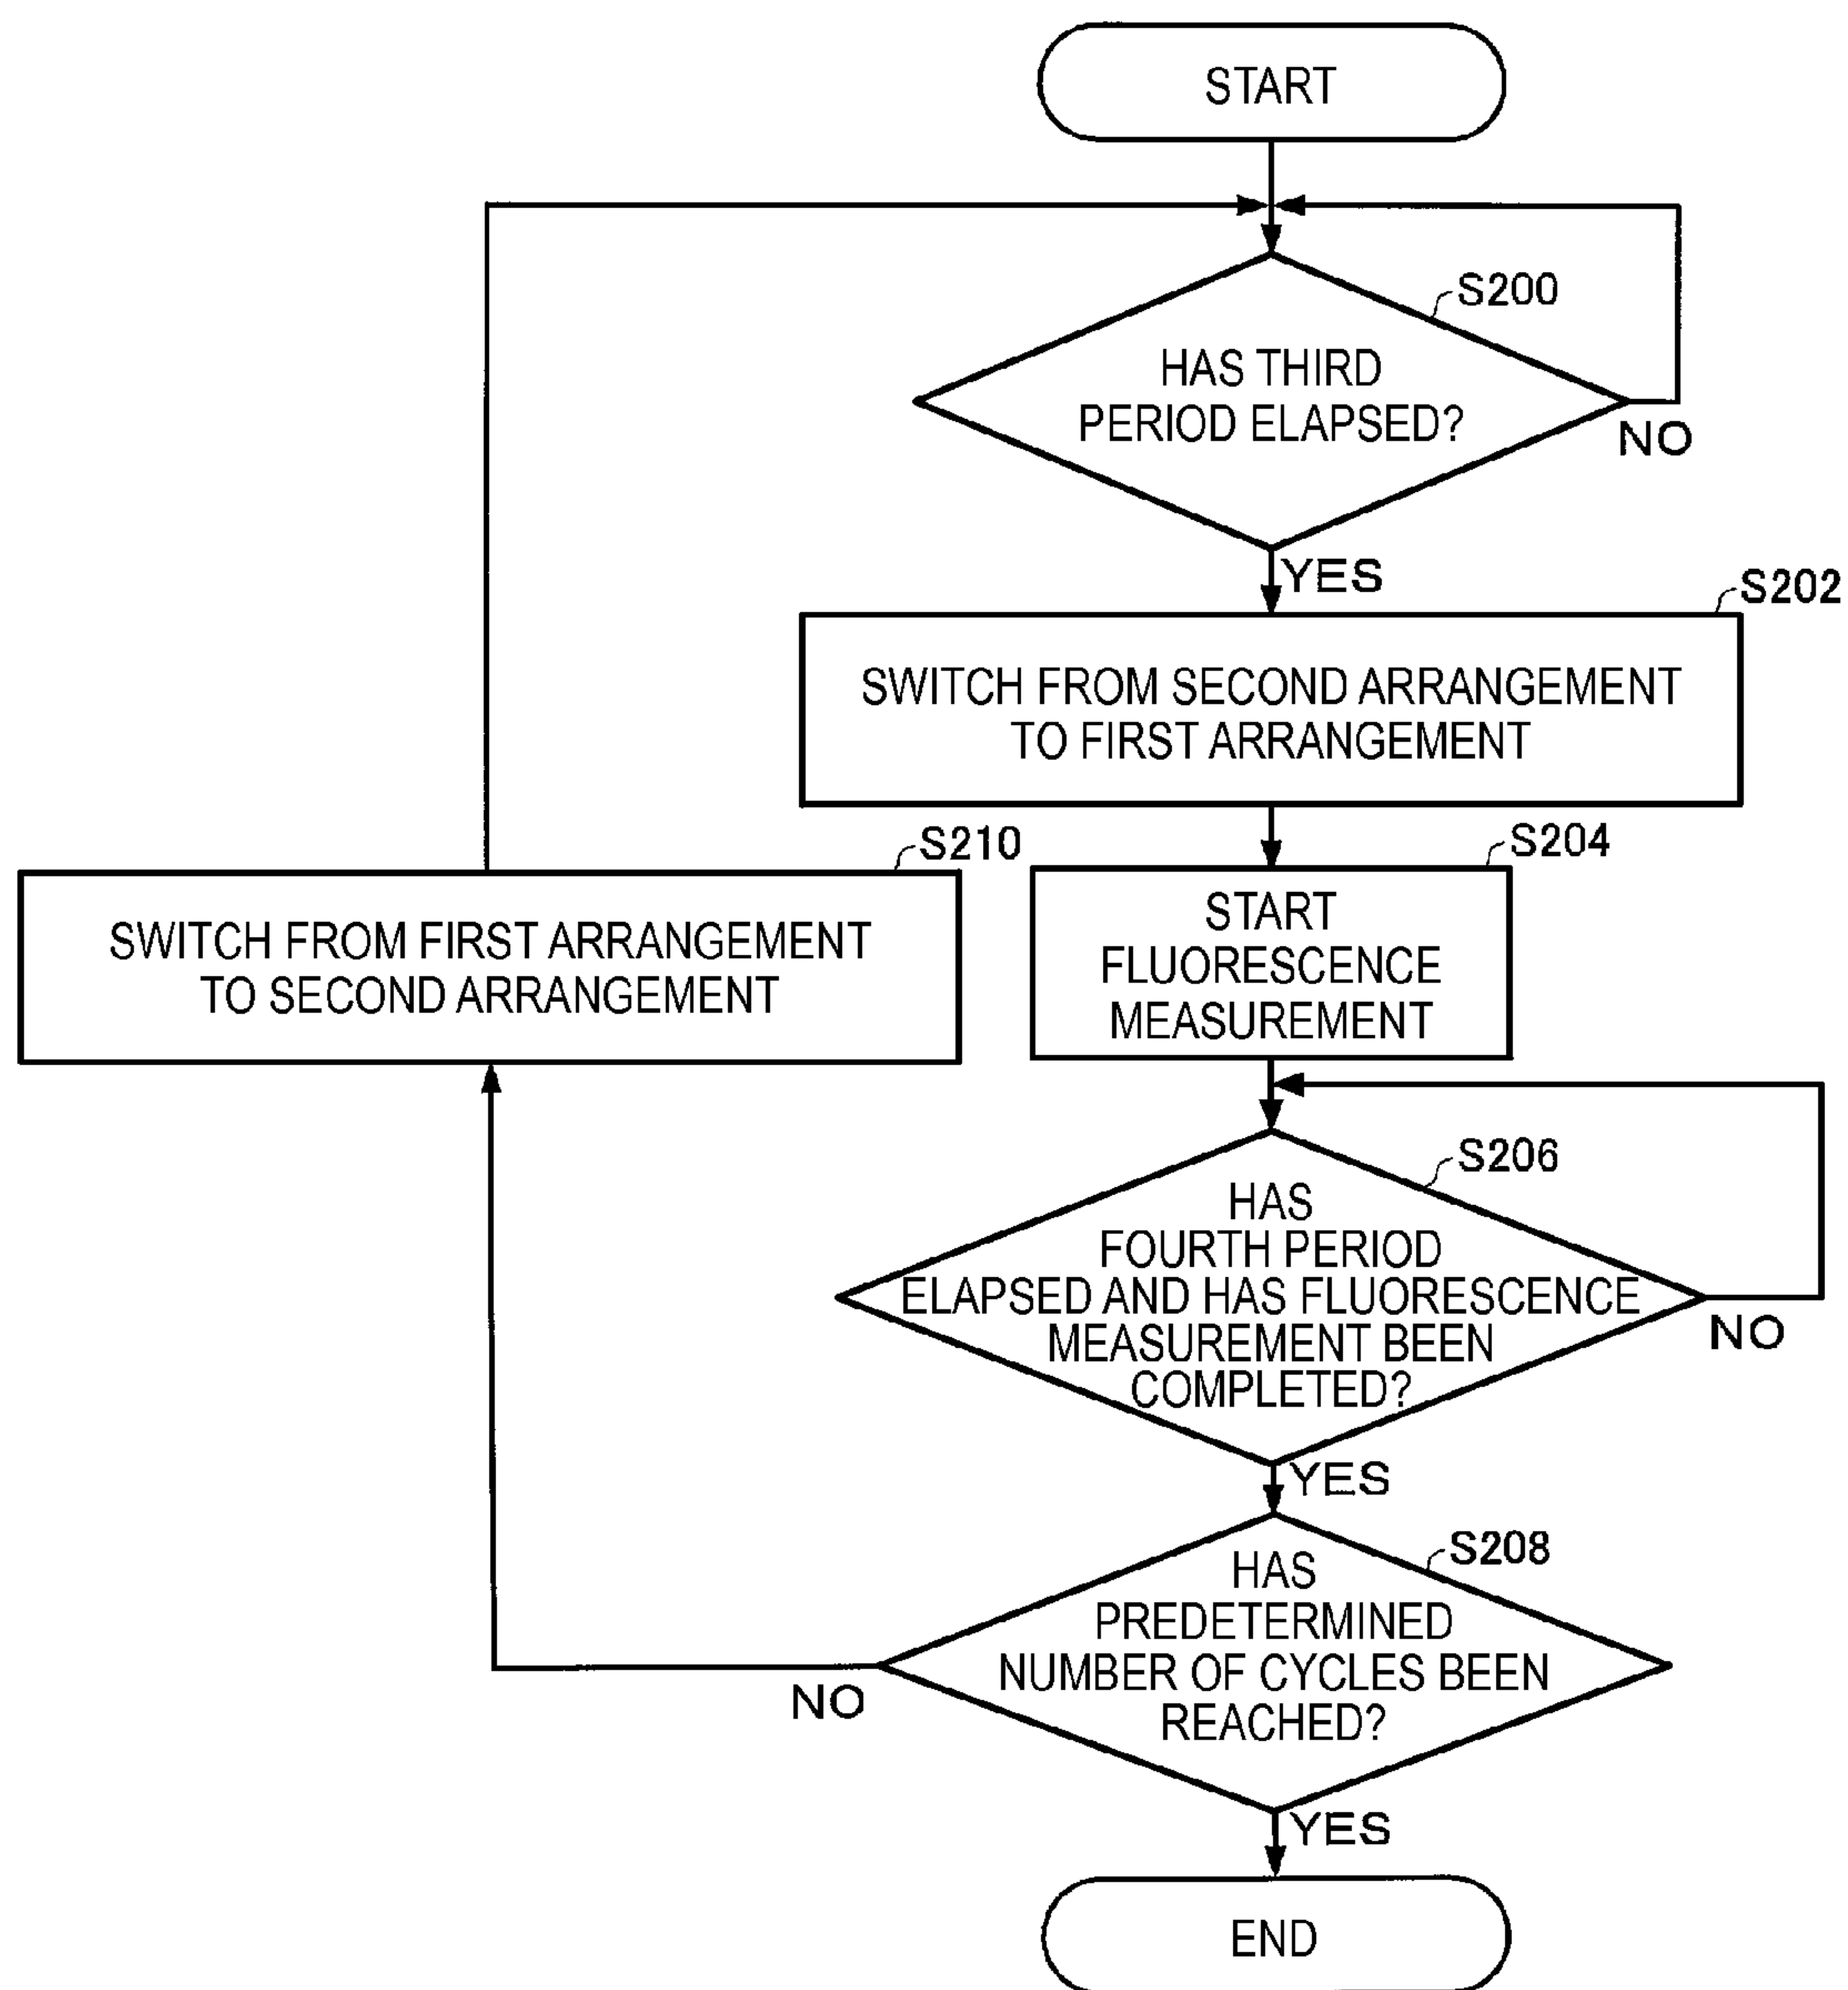 START
S200
HAS THIRD
PERIOD ELAPSED?
NO
YES
S202
SWITCH FROM SECOND ARRANGEMENT
TO FIRST ARRANGEMENT
S204
START
FLUORESCENCE
MEASUREMENT
S210
SWITCH FROM FIRST ARRANGEMENT
TO SECOND ARRANGEMENT
S206
HAS
FOURTH PERIOD
ELAPSED AND HAS FLUORESCENCE
MEASUREMENT BEEN
COMPLETED?
NO
YES
S208
HAS
PREDETERMINED
NUMBER OF CYCLES BEEN
REACHED?
NO
YES
END